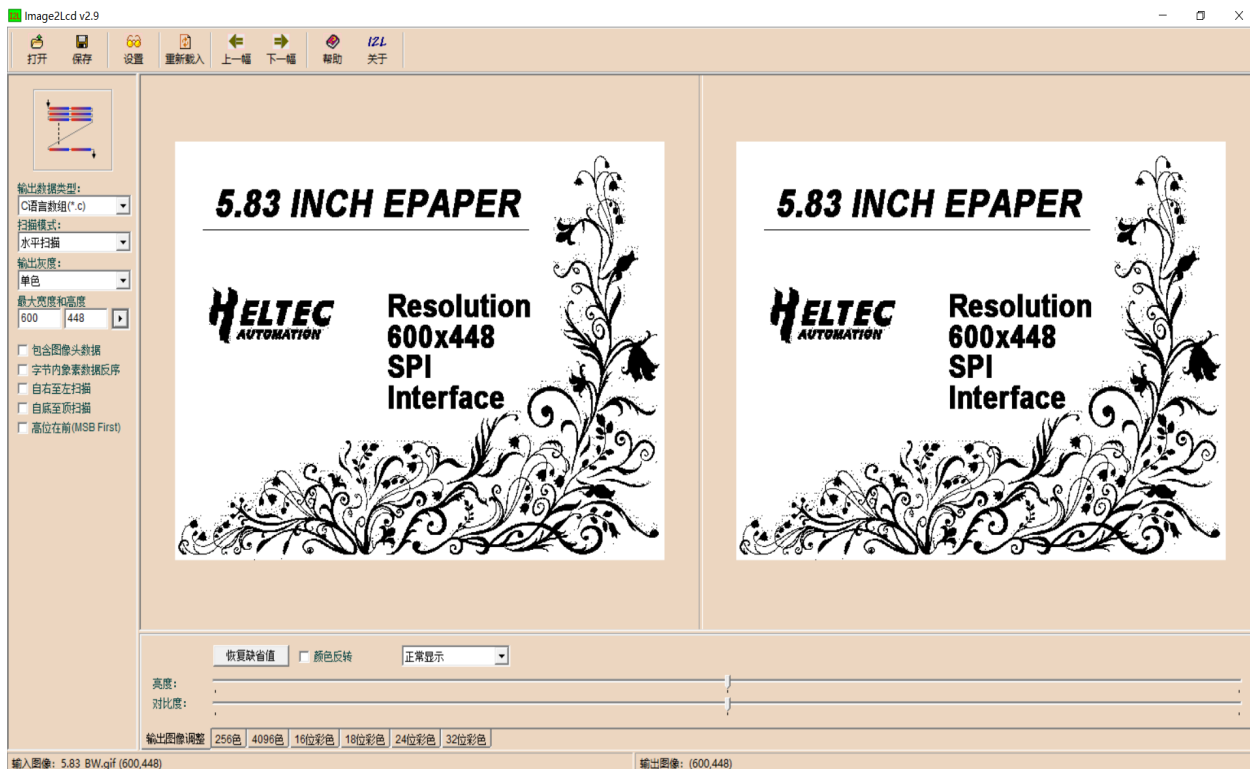 Image2Lcd v2.9
打开 保存 设置 重新载入 上一幅 下一幅 帮助 I2L 关于
输出数据类型:
C语言数组(*.c)
扫描模式:
水平扫描
输出灰度:
单色
最大宽度和高度
600 448
包含图像头数据
字节内象素数据反序
自右至左扫描
自底至顶扫描
高位在前(MSB First)
5.83 INCH EPAPER
HELTEC
AUTOMATION
Resolution
600x448
SPI
Interface
5.83 INCH EPAPER
HELTEC
AUTOMATION
Resolution
600x448
SPI
Interface
恢复缺省值 颜色反转 正常显示
亮度:
对比度:
输出图像调整 256色 4096色 16位彩色 18位彩色 24位彩色 32位彩色
输入图像: 5.83 BW.gif (600,448) 输出图像: (600,448)